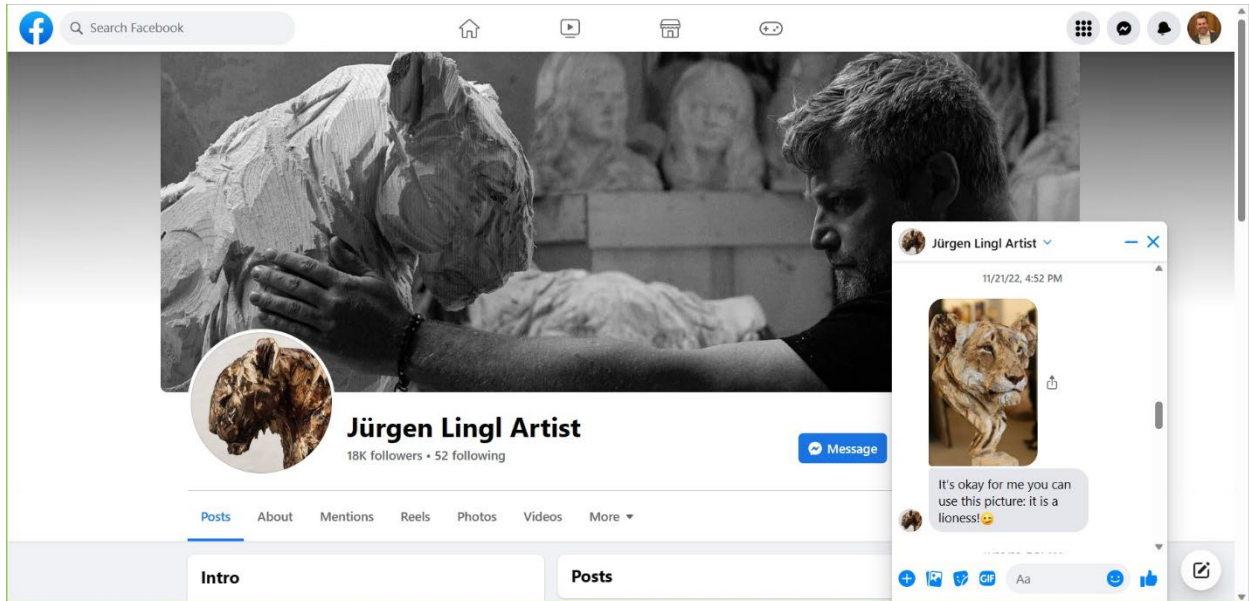 Search Facebook
Jürgen Lingl Artist
18K followers • 52 following
Message
Posts
About
Mentions
Reels
Photos
Videos
More
Intro
Posts
Jürgen Lingl Artist
11/21/22, 4:52 PM
It's okay for me you can
use this picture: it is a
lioness!😉
GIF
Aa